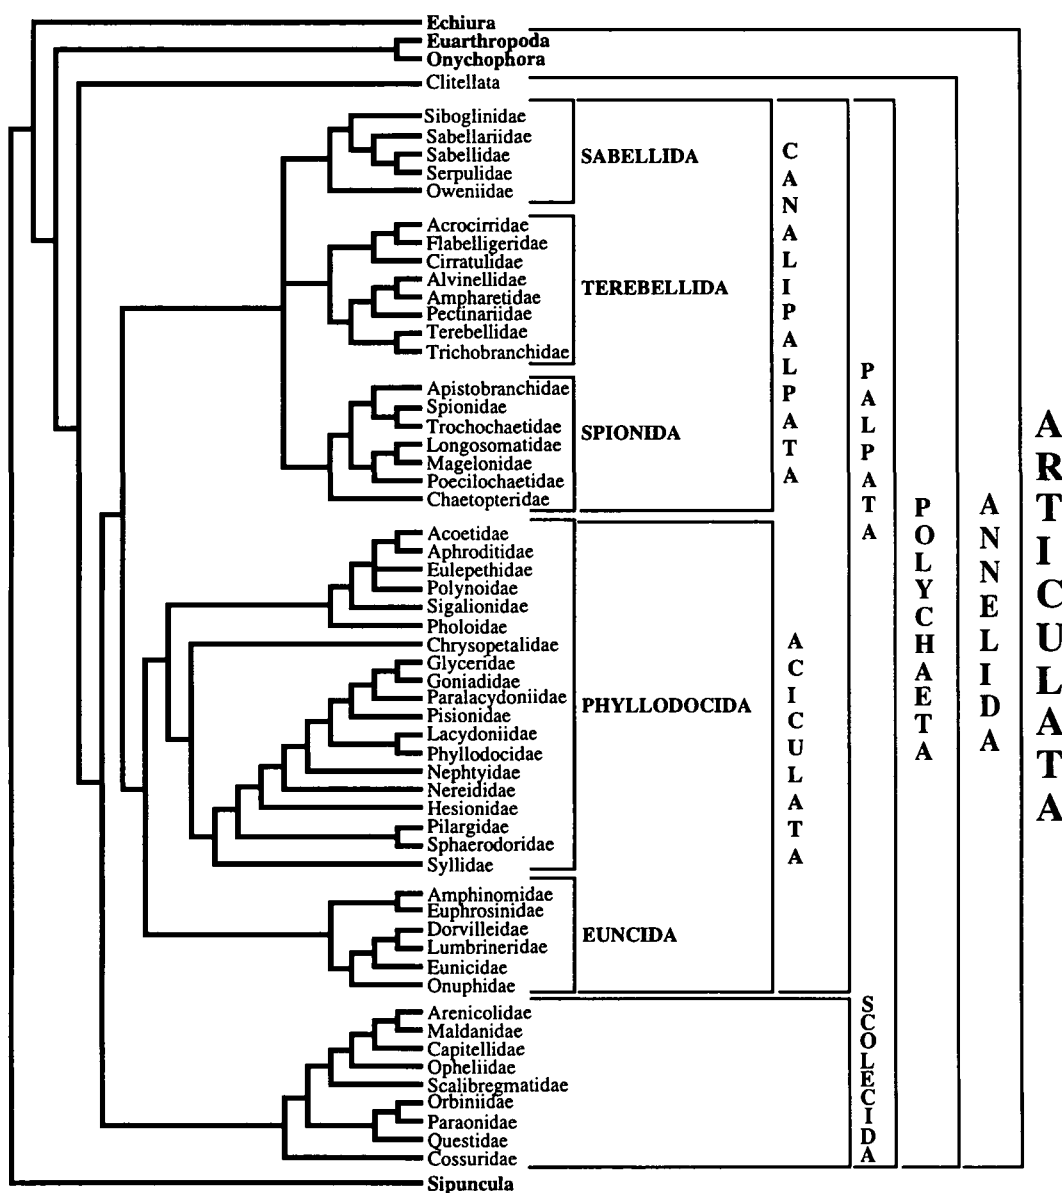 Echiura
Euarthropoda
Onychophora
Clitellata
Siboglinidae
Sabellariidae
Sabellidae
Serpulidae
Oweniidae
SABELLIDA
Acrocirridae
Flabelligeridae
Cirratulidae
Alvinellidae
Ampharetidae
Pectinariidae
Terebellidae
Trichobranchidae
TEREBELLIDA
Apistobranchidae
Spionidae
Trochochaetidae
Longosomatidae
Magelonidae
Poecilochaetidae
Chaetopteridae
SPIONIDA
CANALIPALPATA
Acoetidae
Aphroditidae
Eulepethidae
Polynoidae
Sigalionidae
Pholoidae
Chrysopetalidae
Glyceridae
Goniadidae
Paralacydoniidae
Pisionidae
Lacydoniidae
Phyllodocidae
Nephtyidae
Nereididae
Hesionidae
Pilargidae
Sphaerodoridae
Syllidae
PHYLLODOCIDA
Amphinomidae
Euphrosinidae
Dorvilleidae
Lumbrineridae
Eunicidae
Onuphidae
EUNCIDA
ACICULATA
PALPATA
Arenicolidae
Maldanidae
Capitellidae
Opheliidae
Scalibregmatidae
Orbiniidae
Paraonidae
Questidae
Cossuridae
SCOLECIDA
POLYCHAETA
ANNELIDA
ARTICULATA
Sipuncula